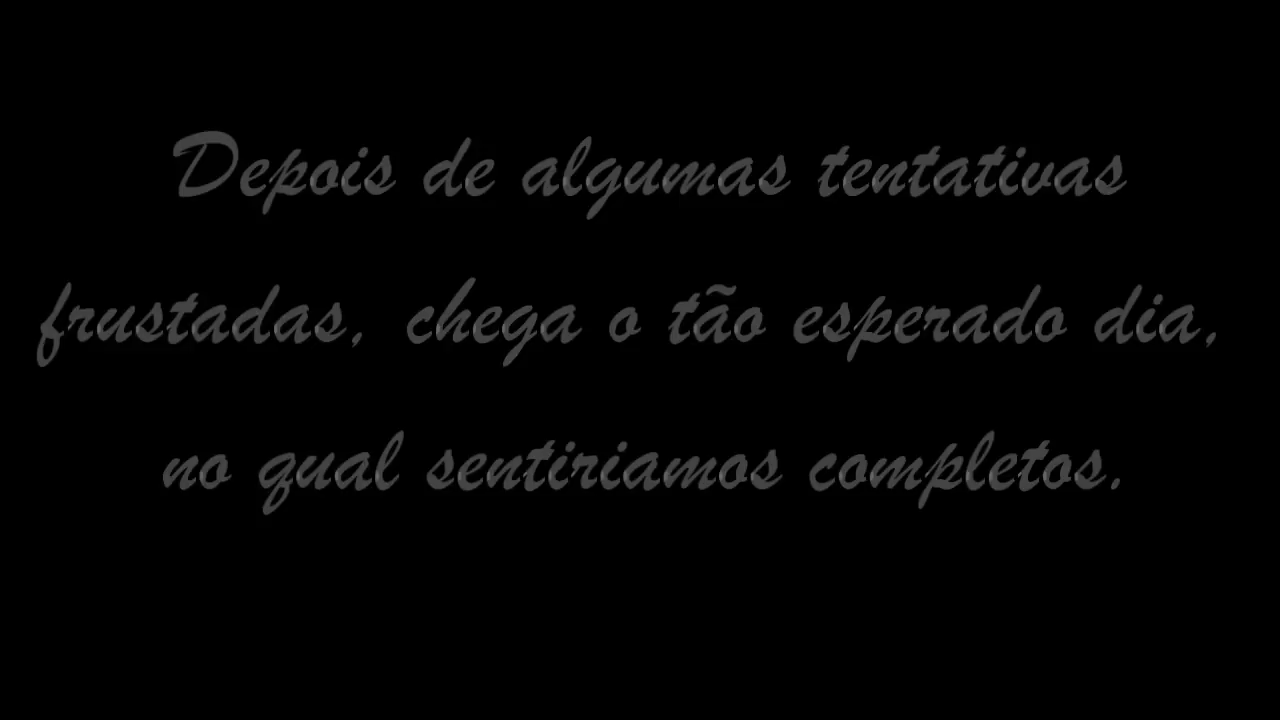 Depois de algumas tentativas
frustadas, chega o tão esperado dia,
no qual sentiriamos completos.